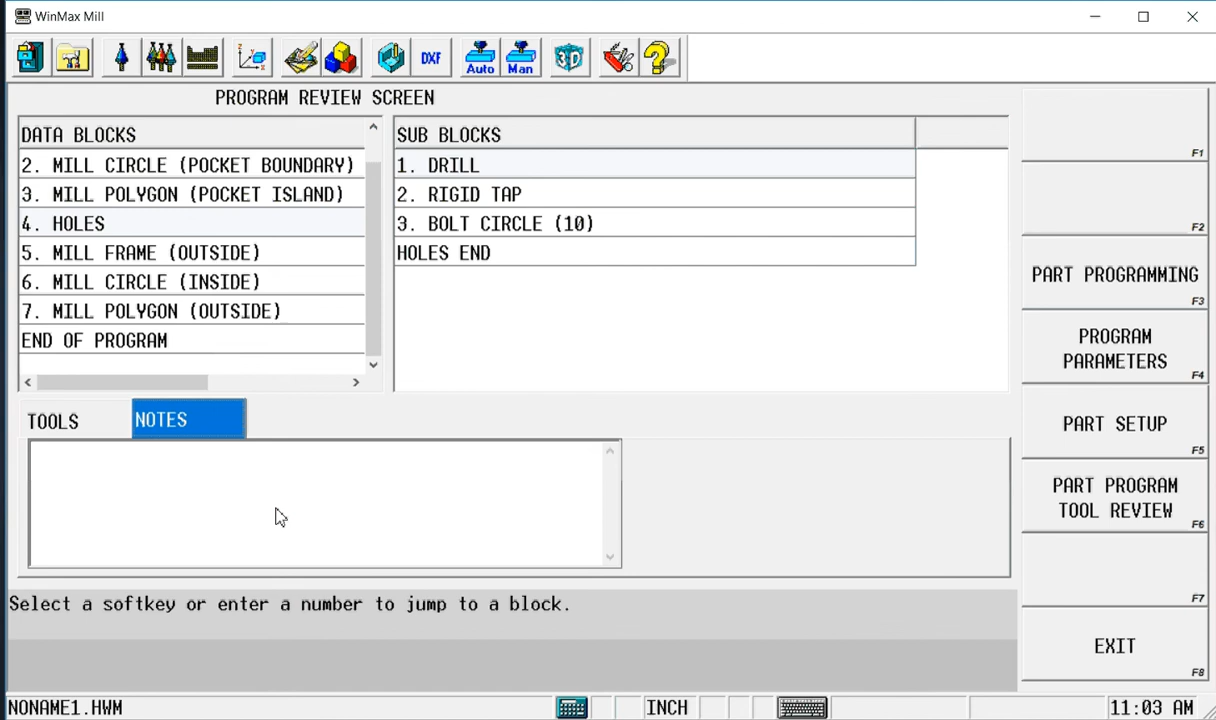 WinMax Mill
DXF
Auto
Man
3D
?
PROGRAM REVIEW SCREEN
DATA BLOCKS
2. MILL CIRCLE (POCKET BOUNDARY)
3. MILL POLYGON (POCKET ISLAND)
4. HOLES
5. MILL FRAME (OUTSIDE)
6. MILL CIRCLE (INSIDE)
7. MILL POLYGON (OUTSIDE)
END OF PROGRAM
SUB BLOCKS
1. DRILL
2. RIGID TAP
3. BOLT CIRCLE (10)
HOLES END
TOOLS
NOTES
F1
F2
PART PROGRAMMING
F3
PROGRAM
PARAMETERS
F4
PART SETUP
F5
PART PROGRAM
TOOL REVIEW
F6
F7
EXIT
F8
Select a softkey or enter a number to jump to a block.
NONAME1.HWM
INCH
11:03 AM